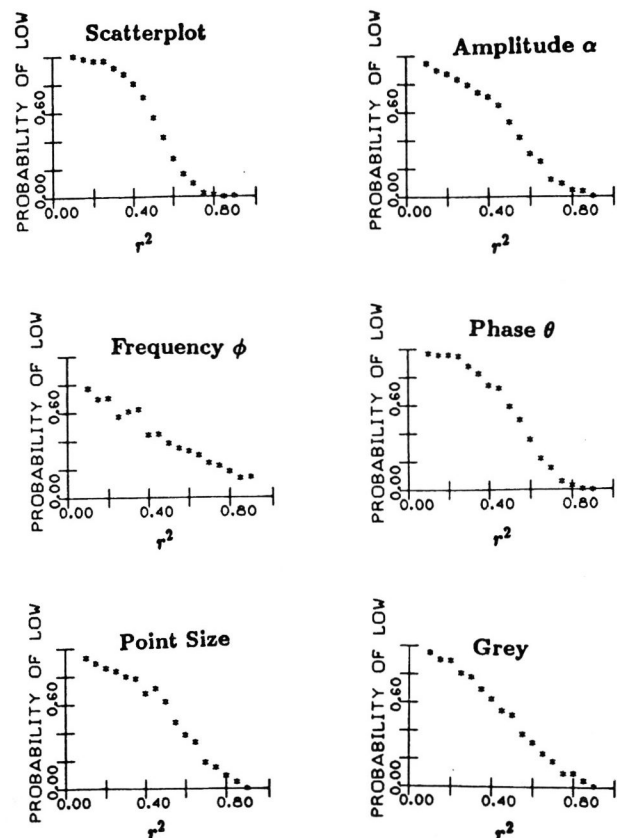 Scatterplot
PROBABILITY OF LOW
0.00
0.60
0.00
0.40
0.80
r²
Amplitude α
PROBABILITY OF LOW
0.00
0.60
0.00
0.40
0.80
r²
Frequency ϕ
PROBABILITY OF LOW
0.00
0.60
0.00
0.40
0.80
r²
Phase θ
PROBABILITY OF LOW
0.00
0.60
0.00
0.40
0.80
r²
Point Size
PROBABILITY OF LOW
0.00
0.60
0.00
0.40
0.80
r²
Grey
PROBABILITY OF LOW
0.00
0.60
0.00
0.40
0.80
r²